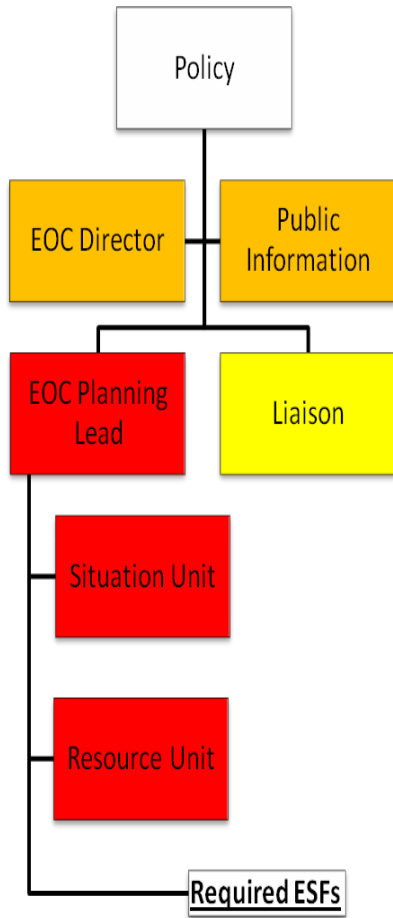 Policy
EOC Director
Public
Information
EOC Planning
Lead
Liaison
Situation Unit
Resource Unit
Required ESFs